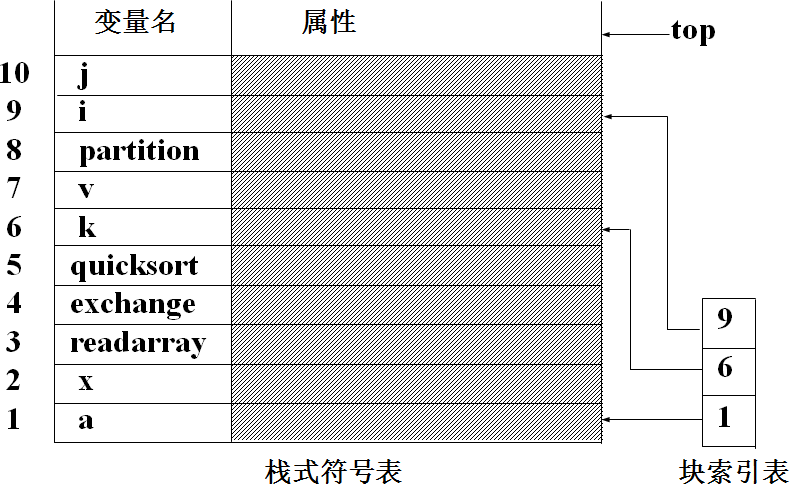 变量名 属性
top
10 j
9 i
8 partition
7 v
6 k
5 quicksort
4 exchange
3 readarray
2 x
1 a
9
6
1
栈式符号表 块索引表